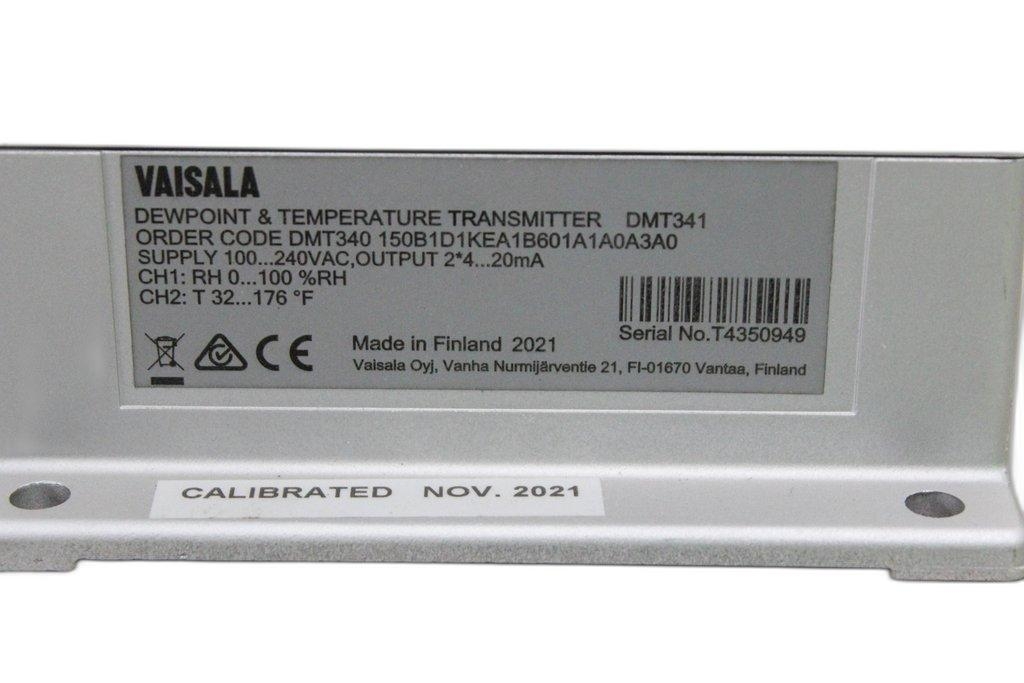 VAISALA
DEWPOINT & TEMPERATURE TRANSMITTER DMT341
ORDER CODE DMT340 150B1D1KEA1B601A1A0A3A0
SUPPLY 100...240VAC,OUTPUT 2*4...20mA
CH1: RH 0...100 %RH
CH2: T 32...176 °F
Serial No.T4350949
CE
Made in Finland 2021
Vaisala Oyj, Vanha Nurmijärventie 21, FI-01670 Vantaa, Finland
CALIBRATED NOV. 2021